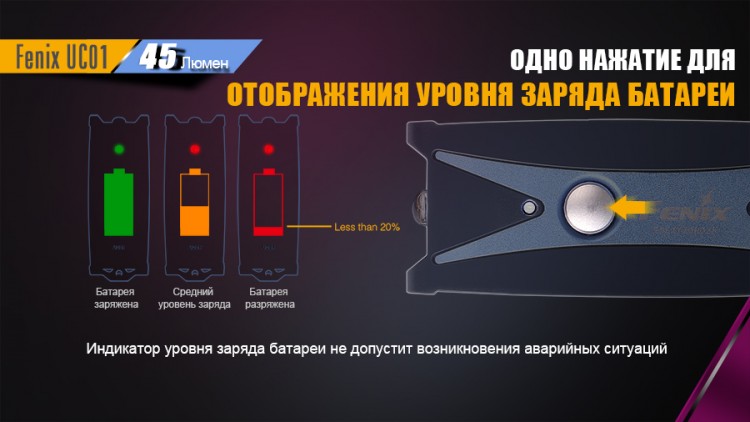 Fenix UC01
45 Люмен
ОДНО НАЖАТИЕ ДЛЯ
ОТОБРАЖЕНИЯ УРОВНЯ ЗАРЯДА БАТАРЕИ
FENIX
Less than 20%
Батарея
заряжена
Средний
уровень заряда
Батарея
разряжена
Индикатор уровня заряда батареи не допустит возникновения аварийных ситуаций